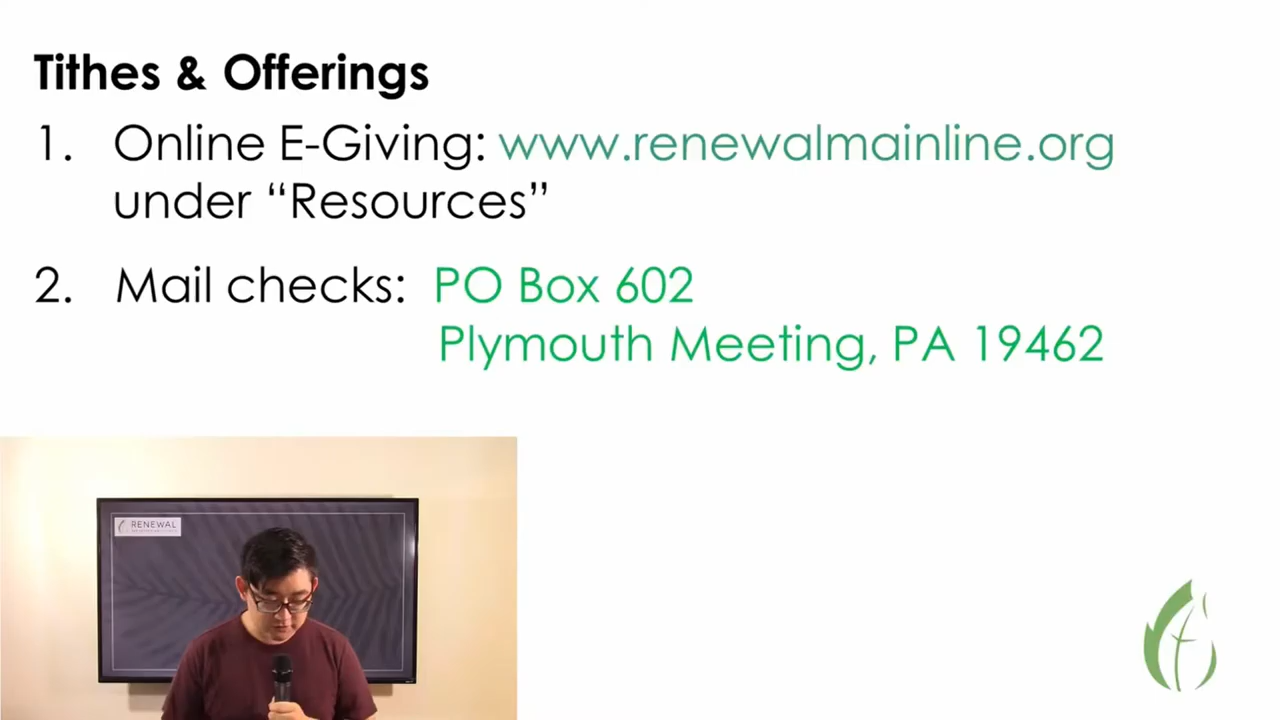 Tithes & Offerings
1. Online E-Giving: www.renewalmainline.org
under “Resources”
2. Mail checks: PO Box 602
Plymouth Meeting, PA 19462
RENEWAL